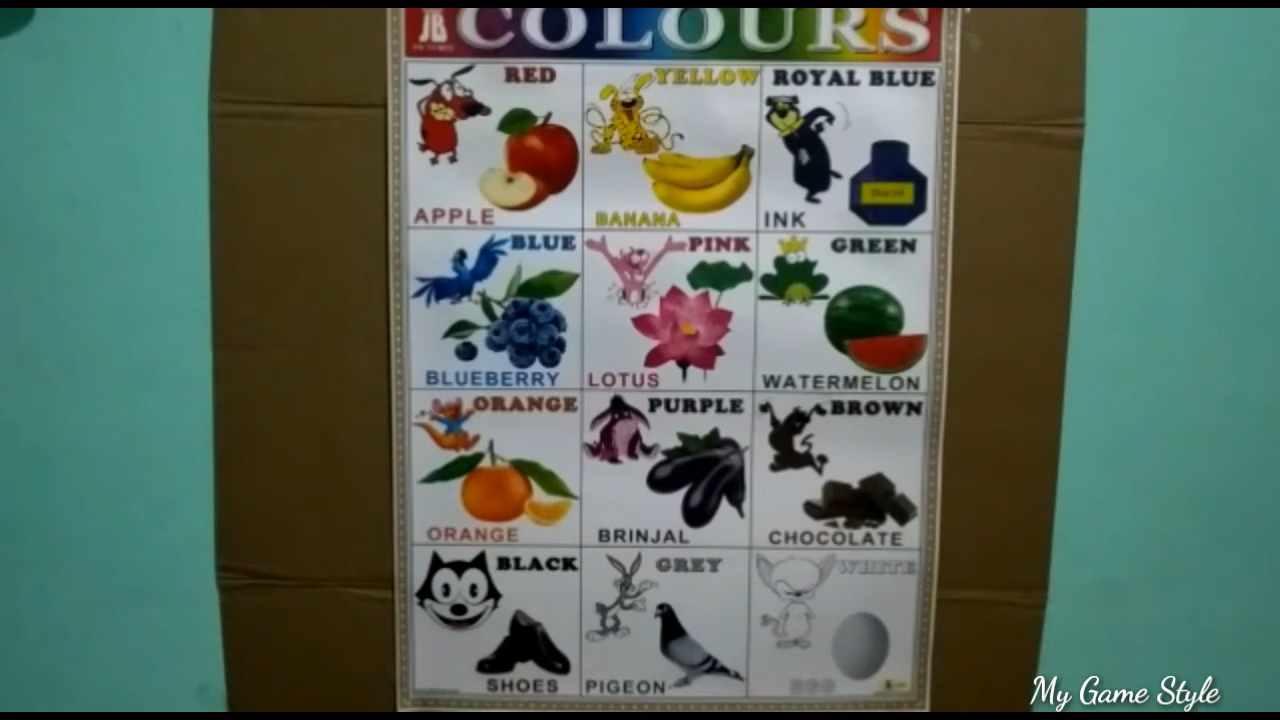 JB
COLOURS
RED
APPLE
YELLOW
BANANA
ROYAL BLUE
INK
BLUE
BLUEBERRY
PINK
LOTUS
GREEN
WATERMELON
ORANGE
ORANGE
PURPLE
BRINJAL
BROWN
CHOCOLATE
BLACK
SHOES
GREY
PIGEON
WHITE
EGG
My Game Style